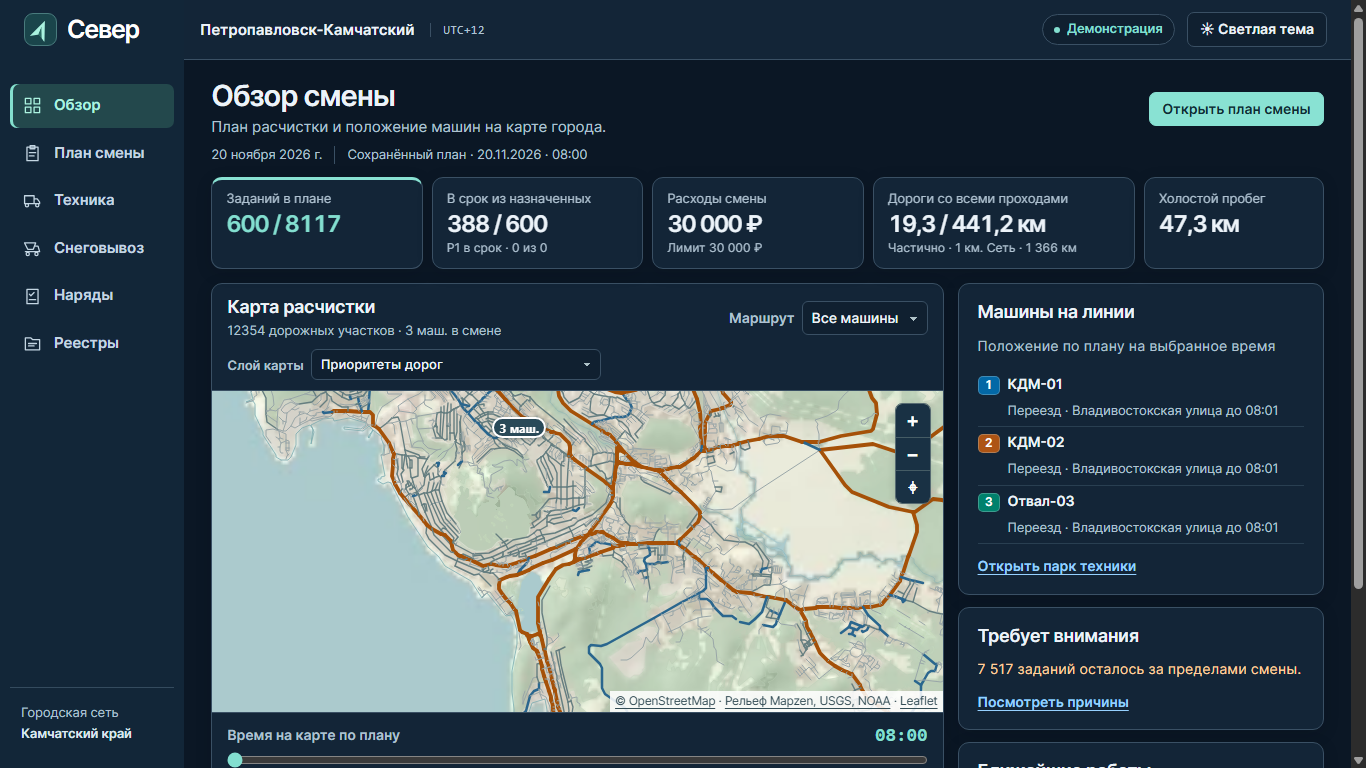 Север
Петропавловск-Камчатский
UTC+12
Демонстрация
Светлая тема
Обзор
План смены
Техника
Снеговывоз
Наряды
Реестры
Городская сеть
Камчатский край
Обзор смены
План расчистки и положение машин на карте города.
20 ноября 2026 г.
Сохранённый план · 20.11.2026 · 08:00
Открыть план смены
Заданий в плане
600 / 8117
В срок из назначенных
388 / 600
P1 в срок · 0 из 0
Расходы смены
30 000 ₽
Лимит 30 000 ₽
Дороги со всеми проходами
19,3 / 441,2 км
Частично · 1 км. Сеть · 1 366 км
Холостой пробег
47,3 км
Карта расчистки
12354 дорожных участков · 3 маш. в смене
Маршрут
Все машины
Слой карты
Приоритеты дорог
3 маш.
+
−
© OpenStreetMap · Рельеф Mapzen, USGS, NOAA · Leaflet
Время на карте по плану
08:00
Машины на линии
Положение по плану на выбранное время
1 КДМ-01
Переезд · Владивостокская улица до 08:01
2 КДМ-02
Переезд · Владивостокская улица до 08:01
3 Отвал-03
Переезд · Владивостокская улица до 08:01
Открыть парк техники
Требует внимания
7 517 заданий осталось за пределами смены.
Посмотреть причины